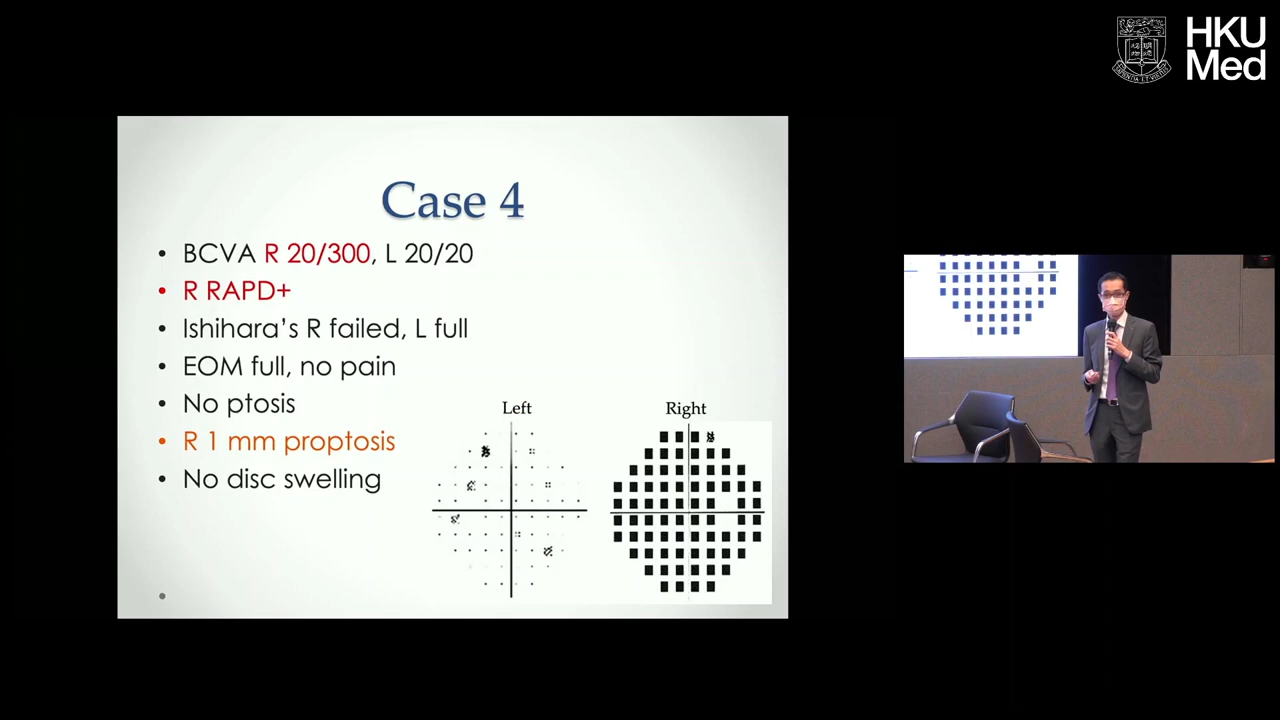 HKU
Med
Case 4
• BCVA R 20/300, L 20/20
• R RAPD+
• Ishihara's R failed, L full
• EOM full, no pain
• No ptosis
• R 1 mm proptosis
• No disc swelling
Left
Right